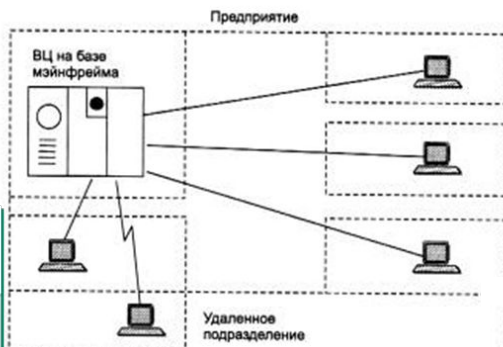 Предприятие
ВЦ на базе
мэйнфрейма
Удаленное
подразделение